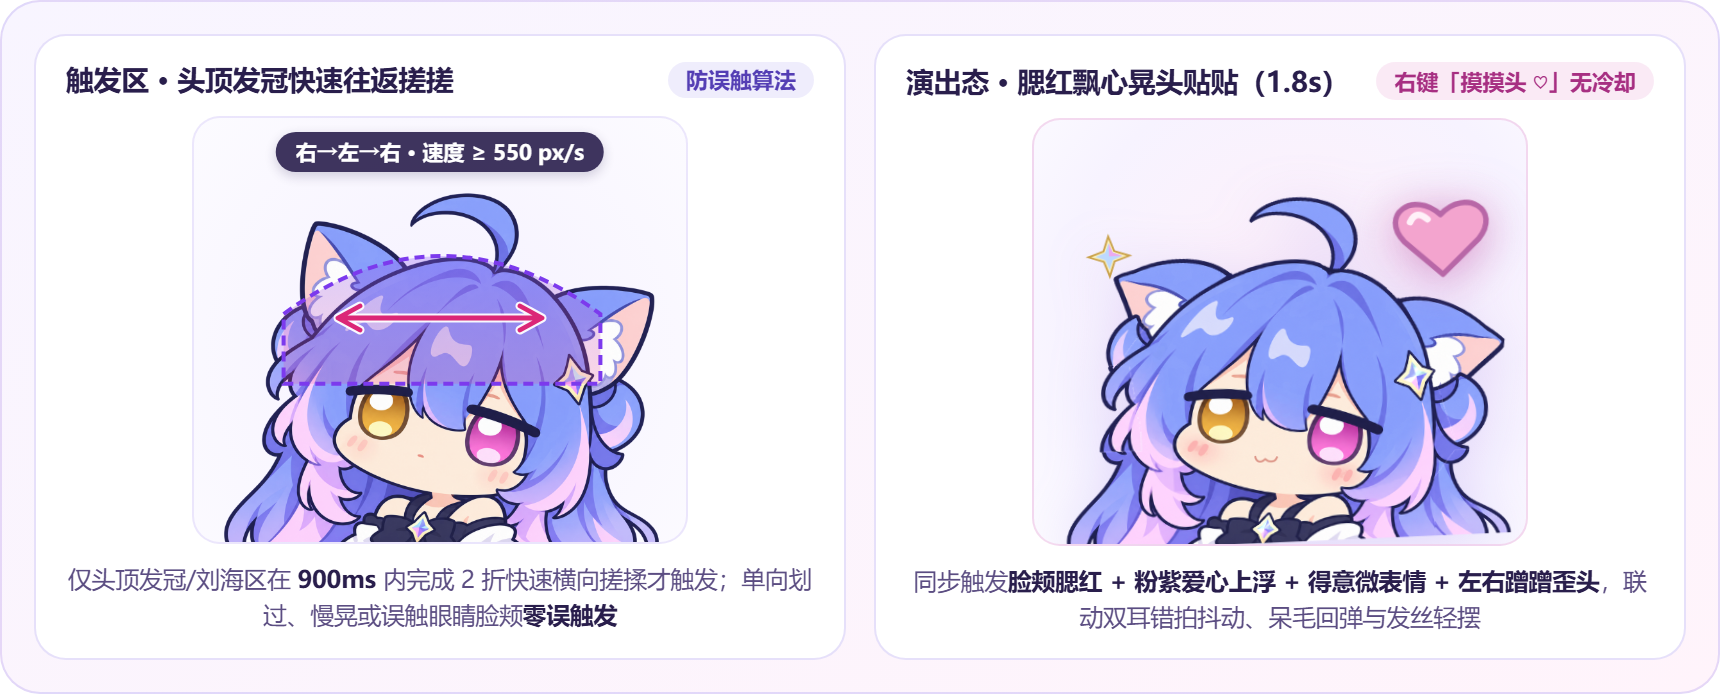 触发区・头顶发冠快速往返搓搓
防误触算法
右→左→右・速度 ≥ 550 px/s
仅头顶发冠/刘海区在 900ms 内完成 2 折快速横向搓揉才触发；单向划
过、慢晃或误触眼睛脸颊零误触发
演出态・腮红飘心晃头贴贴（1.8s）
右键「摸摸头 ♡」无冷却
同步触发脸颊腮红 + 粉紫爱心上浮 + 得意微表情 + 左右蹭蹭歪头，联
动双耳错拍抖动、呆毛回弹与发丝轻摆